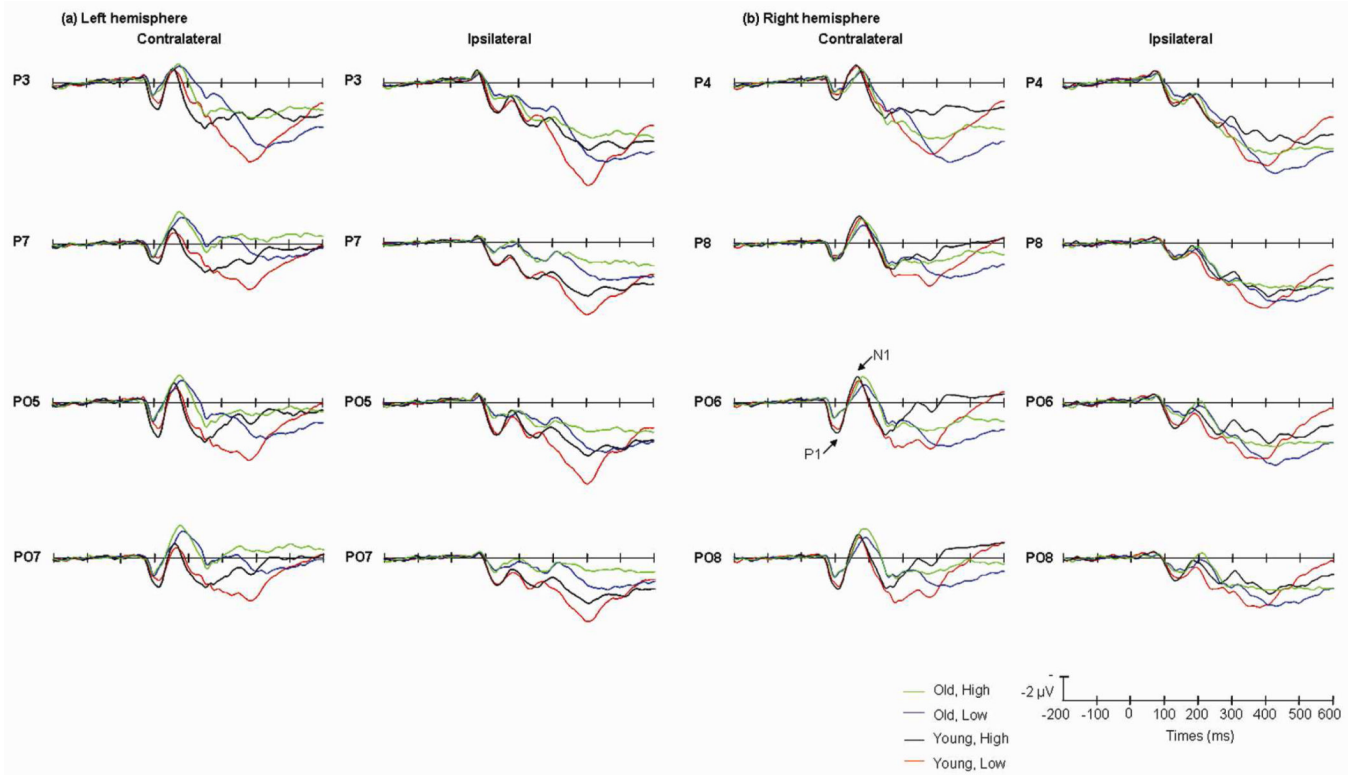 (a) Left hemisphere
Contralateral Ipsilateral
(b) Right hemisphere
Contralateral Ipsilateral
P3 P3 P4 P4
P7 P7 P8 P8
N1
PO5 PO5 PO6 PO6
P1
PO7 PO7 PO8 PO8
Old, High
Old, Low
Young, High
Young, Low
-
-2 µV
-200 -100 0 100 200 300 400 500 600
Times (ms)